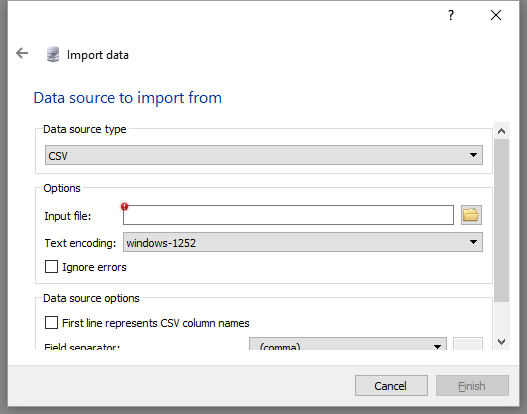 ?
Import data
Data source to import from
Data source type
CSV
Options
Input file:
Text encoding: windows-1252
Ignore errors
Data source options
First line represents CSV column names
Field separator: , (comma)
Cancel Finish